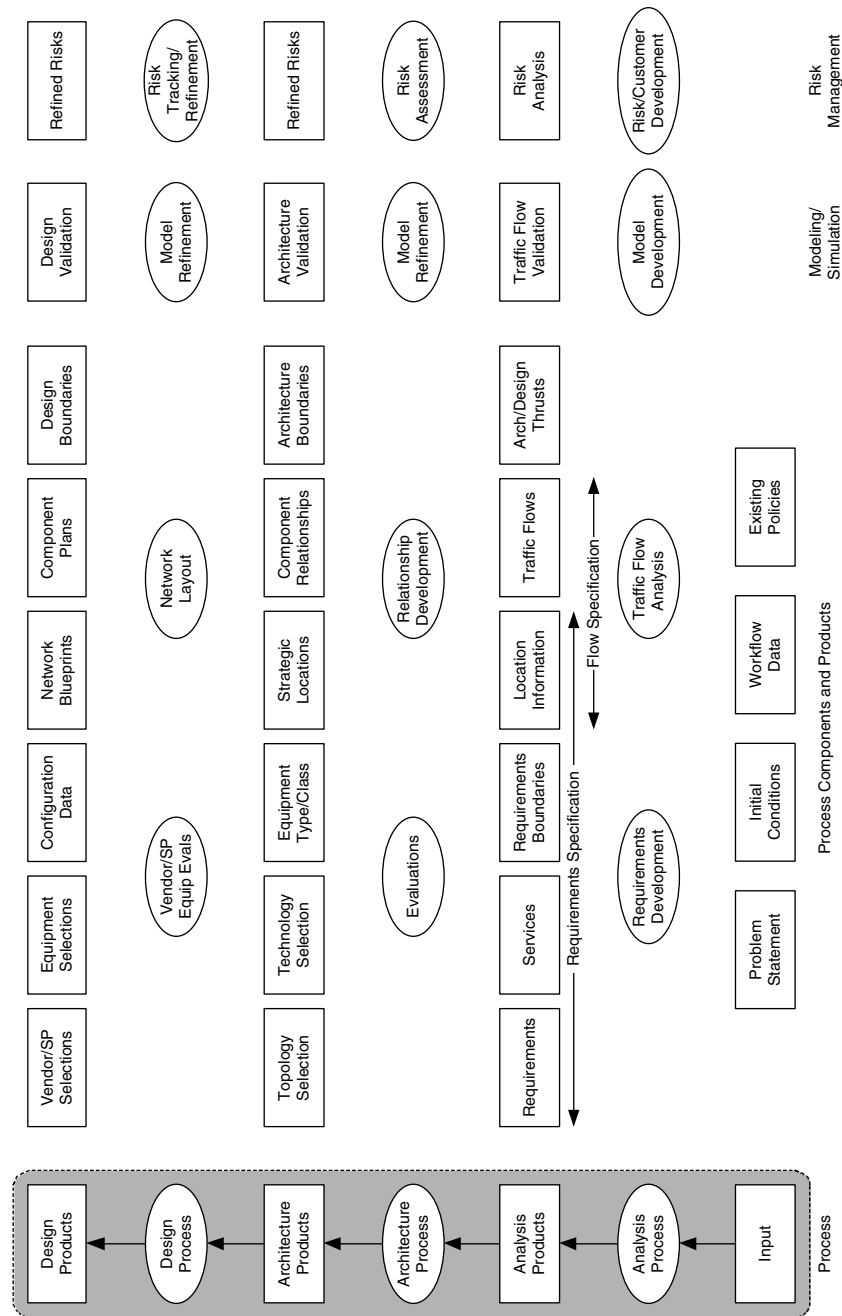 Design
Products
Vendor/SP
Selections
Equipment
Selections
Configuration
Data
Network
Blueprints
Component
Plans
Design
Boundaries
Design
Validation
Refined Risks
Design
Process
Vendor/SP
Equip Evals
Network
Layout
Model
Refinement
Risk
Tracking/
Refinement
Architecture
Products
Topology
Selection
Technology
Selection
Equipment
Type/Class
Strategic
Locations
Component
Relationships
Architecture
Boundaries
Architecture
Validation
Refined Risks
Architecture
Process
Evaluations
Relationship
Development
Model
Refinement
Risk
Assessment
Analysis
Products
Requirements
Services
Requirements
Boundaries
Location
Information
Traffic Flows
Arch/Design
Thrusts
Traffic Flow
Validation
Risk
Analysis
Requirements Specification
Flow Specification
Analysis
Process
Requirements
Development
Traffic Flow
Analysis
Model
Development
Risk/Customer
Development
Input
Problem
Statement
Initial
Conditions
Workflow
Data
Existing
Policies
Process
Process Components and Products
Modeling/
Simulation
Risk
Management